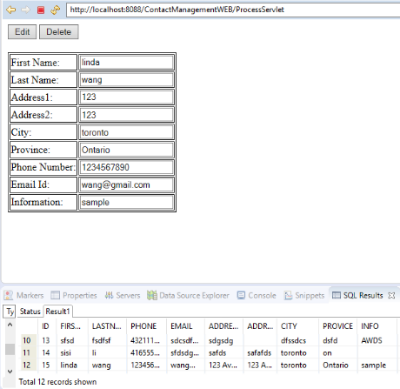 http://localhost:8088/ContactManagementWEB/ProcessServlet
Edit Delete
First Name: linda
Last Name: wang
Address1: 123
Address2: 123
City: toronto
Province: Ontario
Phone Number: 1234567890
Email Id: wang@gmail.com
Information: sample
Markers Properties Servers Data Source Explorer Console Snippets SQL Results
Ty Status Result1
ID FIRS... LASTN... PHONE EMAIL ADDRE... ADDR... CITY PROVICE INFO
10 13 sfsd fsdfsf 432111... sdcsdf... sdgsdg dfssdcs dsfd AWDS
11 14 sisi li 416555... sfdsdg... safds safafds toronto on
12 15 linda wang 123456... wang... 123 Av... 123 A... toronto Ontario sample
Total 12 records shown